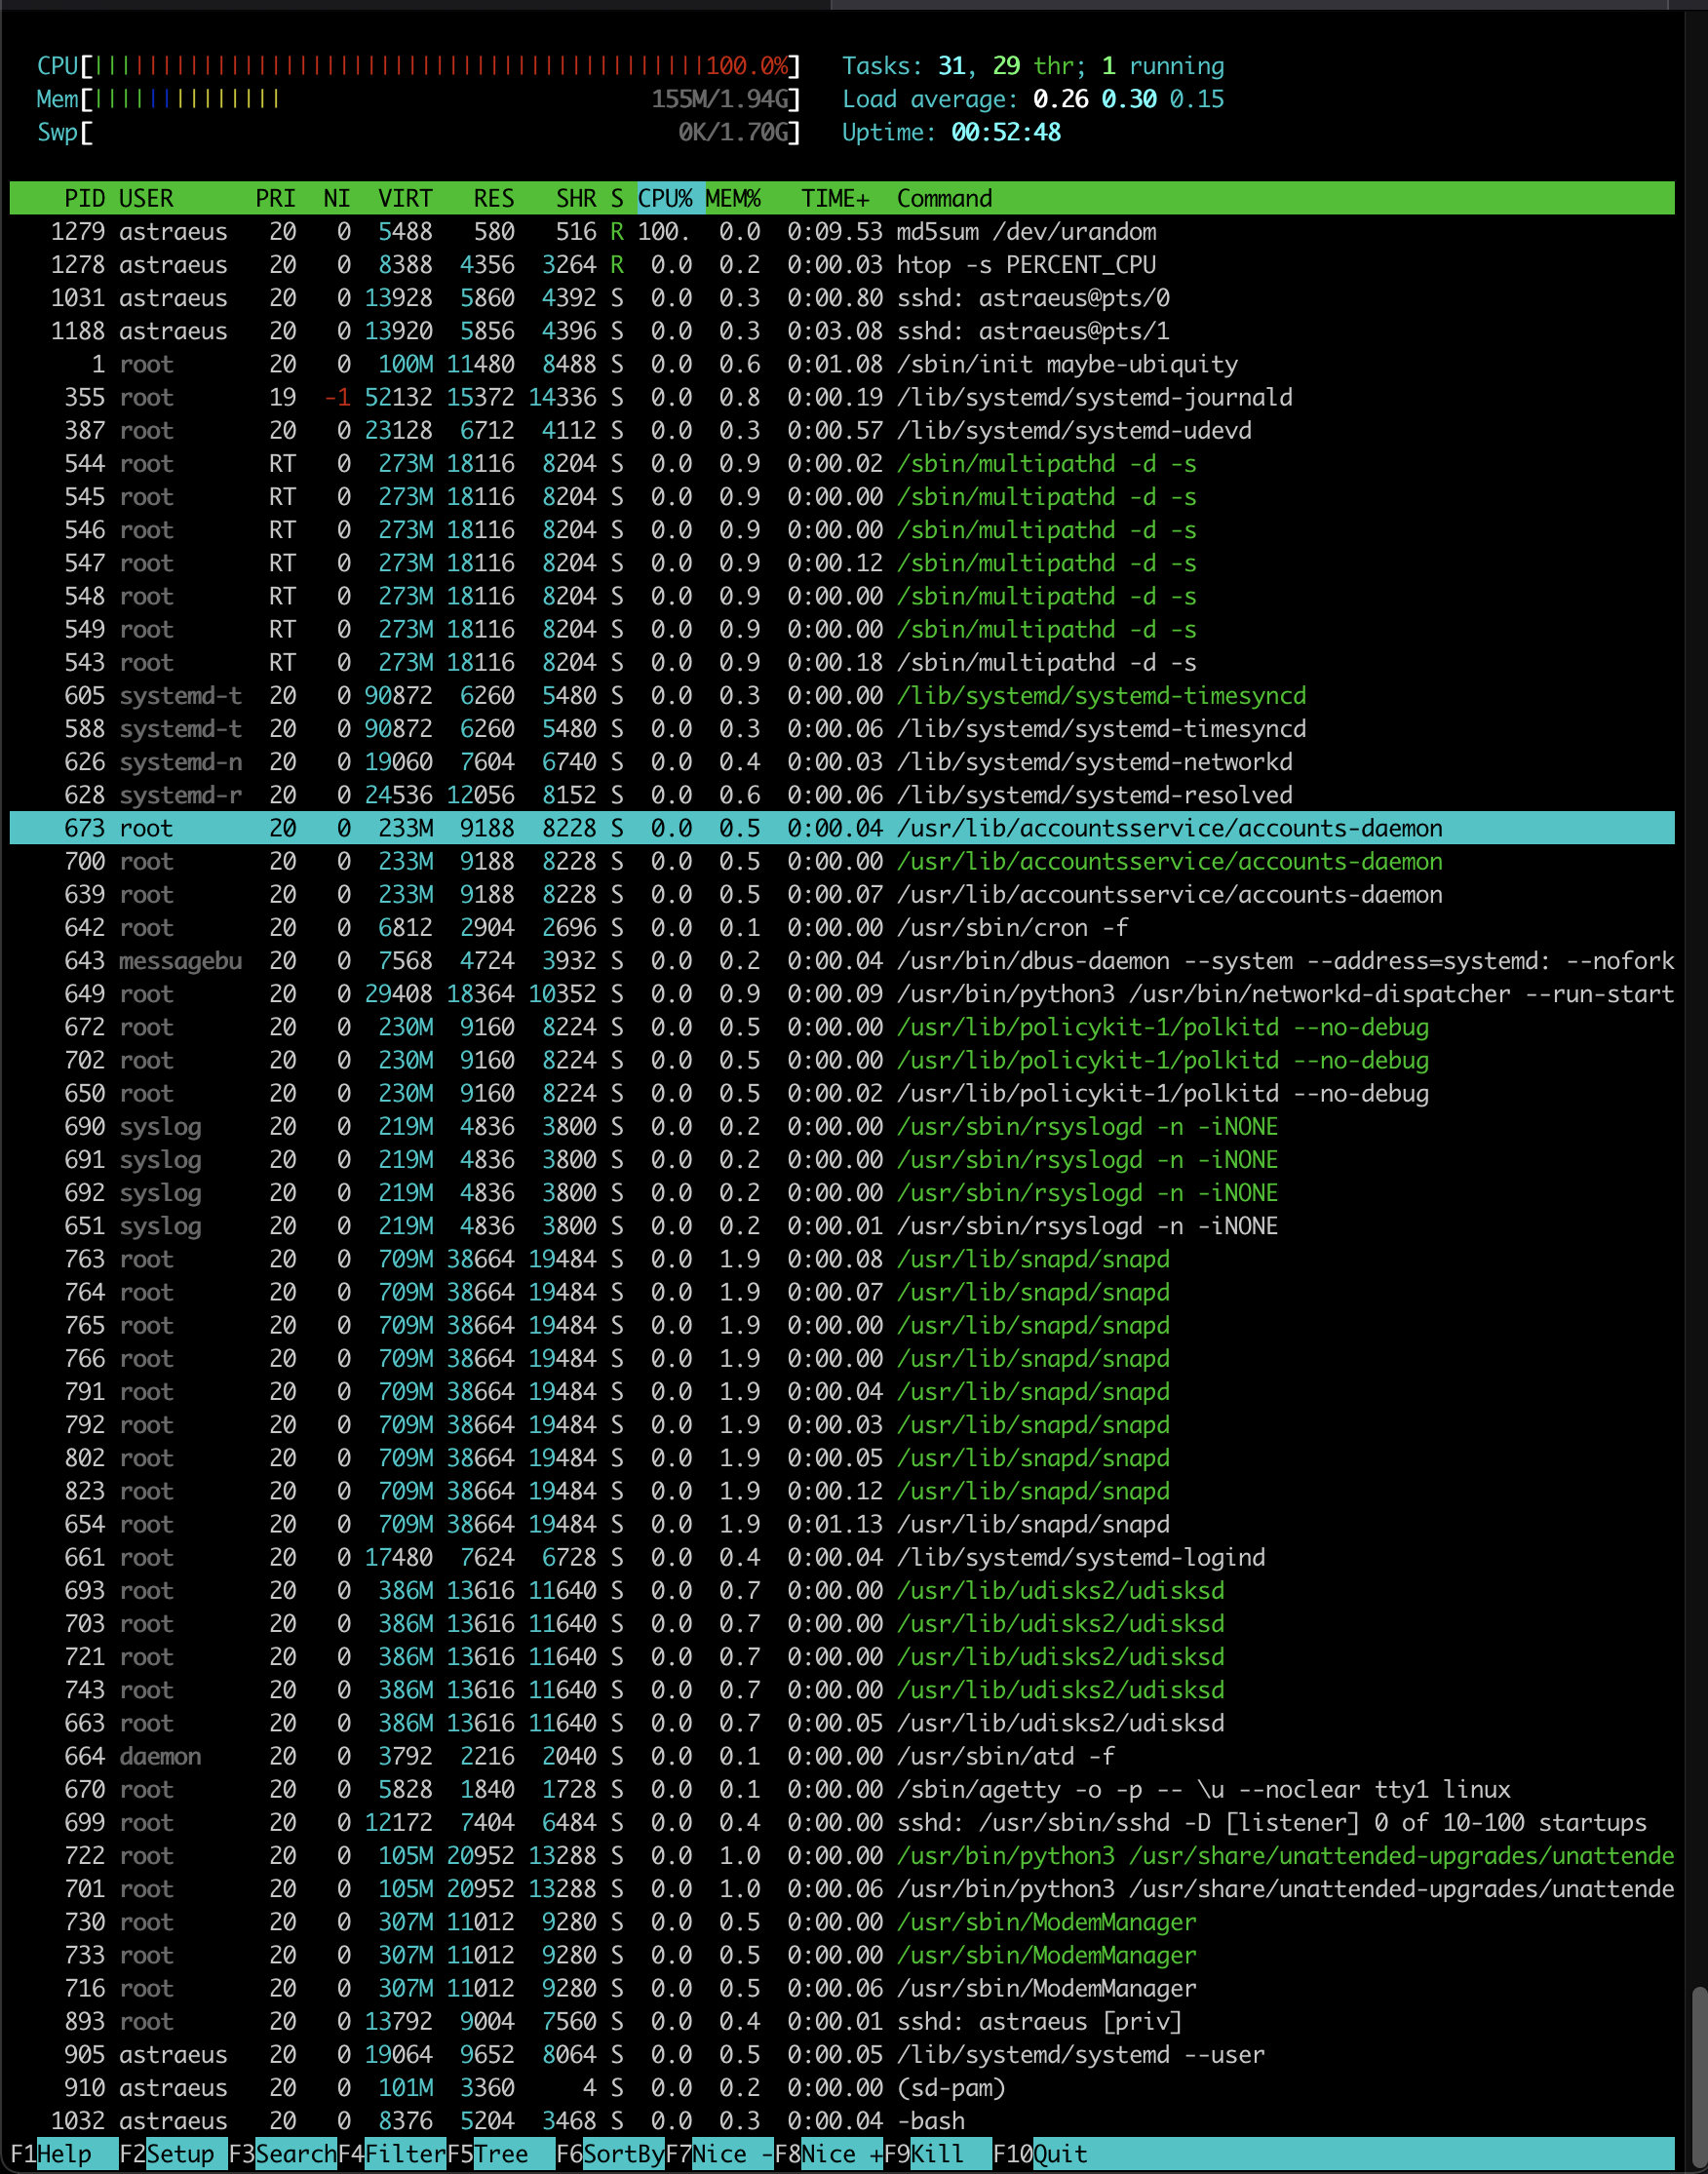 CPU[||||||||||||||||||||||||||||||||||||||||||||100.0%] Tasks: 31, 29 thr; 1 running
Mem[|||||||||||||| 155M/1.94G] Load average: 0.26 0.30 0.15
Swp[ 0K/1.70G] Uptime: 00:52:48
PID USER PRI NI VIRT RES SHR S CPU% MEM% TIME+ Command
1279 astraeus 20 0 5488 580 516 R 100. 0.0 0:09.53 md5sum /dev/urandom
1278 astraeus 20 0 8388 4356 3264 R 0.0 0.2 0:00.03 htop -s PERCENT_CPU
1031 astraeus 20 0 13928 5860 4392 S 0.0 0.3 0:00.80 sshd: astraeus@pts/0
1188 astraeus 20 0 13920 5856 4396 S 0.0 0.3 0:03.08 sshd: astraeus@pts/1
1 root 20 0 100M 11480 8488 S 0.0 0.6 0:01.08 /sbin/init maybe-ubiquity
355 root 19 -1 52132 15372 14336 S 0.0 0.8 0:00.19 /lib/systemd/systemd-journald
387 root 20 0 23128 6712 4112 S 0.0 0.3 0:00.57 /lib/systemd/systemd-udevd
544 root RT 0 273M 18116 8204 S 0.0 0.9 0:00.02 /sbin/multipathd -d -s
545 root RT 0 273M 18116 8204 S 0.0 0.9 0:00.00 /sbin/multipathd -d -s
546 root RT 0 273M 18116 8204 S 0.0 0.9 0:00.00 /sbin/multipathd -d -s
547 root RT 0 273M 18116 8204 S 0.0 0.9 0:00.12 /sbin/multipathd -d -s
548 root RT 0 273M 18116 8204 S 0.0 0.9 0:00.00 /sbin/multipathd -d -s
549 root RT 0 273M 18116 8204 S 0.0 0.9 0:00.00 /sbin/multipathd -d -s
543 root RT 0 273M 18116 8204 S 0.0 0.9 0:00.18 /sbin/multipathd -d -s
605 systemd-t 20 0 90872 6260 5480 S 0.0 0.3 0:00.00 /lib/systemd/systemd-timesyncd
588 systemd-t 20 0 90872 6260 5480 S 0.0 0.3 0:00.06 /lib/systemd/systemd-timesyncd
626 systemd-n 20 0 19060 7604 6740 S 0.0 0.4 0:00.03 /lib/systemd/systemd-networkd
628 systemd-r 20 0 24536 12056 8152 S 0.0 0.6 0:00.06 /lib/systemd/systemd-resolved
673 root 20 0 233M 9188 8228 S 0.0 0.5 0:00.04 /usr/lib/accountsservice/accounts-daemon
700 root 20 0 233M 9188 8228 S 0.0 0.5 0:00.00 /usr/lib/accountsservice/accounts-daemon
639 root 20 0 233M 9188 8228 S 0.0 0.5 0:00.07 /usr/lib/accountsservice/accounts-daemon
642 root 20 0 6812 2904 2696 S 0.0 0.1 0:00.00 /usr/sbin/cron -f
643 messagebu 20 0 7568 4724 3932 S 0.0 0.2 0:00.04 /usr/bin/dbus-daemon --system --address=systemd: --nofork
649 root 20 0 29408 18364 10352 S 0.0 0.9 0:00.09 /usr/bin/python3 /usr/bin/networkd-dispatcher --run-start
672 root 20 0 230M 9160 8224 S 0.0 0.5 0:00.00 /usr/lib/policykit-1/polkitd --no-debug
702 root 20 0 230M 9160 8224 S 0.0 0.5 0:00.00 /usr/lib/policykit-1/polkitd --no-debug
650 root 20 0 230M 9160 8224 S 0.0 0.5 0:00.02 /usr/lib/policykit-1/polkitd --no-debug
690 syslog 20 0 219M 4836 3800 S 0.0 0.2 0:00.00 /usr/sbin/rsyslogd -n -iNONE
691 syslog 20 0 219M 4836 3800 S 0.0 0.2 0:00.00 /usr/sbin/rsyslogd -n -iNONE
692 syslog 20 0 219M 4836 3800 S 0.0 0.2 0:00.00 /usr/sbin/rsyslogd -n -iNONE
651 syslog 20 0 219M 4836 3800 S 0.0 0.2 0:00.01 /usr/sbin/rsyslogd -n -iNONE
763 root 20 0 709M 38664 19484 S 0.0 1.9 0:00.08 /usr/lib/snapd/snapd
764 root 20 0 709M 38664 19484 S 0.0 1.9 0:00.07 /usr/lib/snapd/snapd
765 root 20 0 709M 38664 19484 S 0.0 1.9 0:00.00 /usr/lib/snapd/snapd
766 root 20 0 709M 38664 19484 S 0.0 1.9 0:00.00 /usr/lib/snapd/snapd
791 root 20 0 709M 38664 19484 S 0.0 1.9 0:00.04 /usr/lib/snapd/snapd
792 root 20 0 709M 38664 19484 S 0.0 1.9 0:00.03 /usr/lib/snapd/snapd
802 root 20 0 709M 38664 19484 S 0.0 1.9 0:00.05 /usr/lib/snapd/snapd
823 root 20 0 709M 38664 19484 S 0.0 1.9 0:00.12 /usr/lib/snapd/snapd
654 root 20 0 709M 38664 19484 S 0.0 1.9 0:01.13 /usr/lib/snapd/snapd
661 root 20 0 17480 7624 6728 S 0.0 0.4 0:00.04 /lib/systemd/systemd-logind
693 root 20 0 386M 13616 11640 S 0.0 0.7 0:00.00 /usr/lib/udisks2/udisksd
703 root 20 0 386M 13616 11640 S 0.0 0.7 0:00.00 /usr/lib/udisks2/udisksd
721 root 20 0 386M 13616 11640 S 0.0 0.7 0:00.00 /usr/lib/udisks2/udisksd
743 root 20 0 386M 13616 11640 S 0.0 0.7 0:00.00 /usr/lib/udisks2/udisksd
663 root 20 0 386M 13616 11640 S 0.0 0.7 0:00.05 /usr/lib/udisks2/udisksd
664 daemon 20 0 3792 2216 2040 S 0.0 0.1 0:00.00 /usr/sbin/atd -f
670 root 20 0 5828 1840 1728 S 0.0 0.1 0:00.00 /sbin/agetty -o -p -- \u --noclear tty1 linux
699 root 20 0 12172 7404 6484 S 0.0 0.4 0:00.00 sshd: /usr/sbin/sshd -D [listener] 0 of 10-100 startups
722 root 20 0 105M 20952 13288 S 0.0 1.0 0:00.00 /usr/bin/python3 /usr/share/unattended-upgrades/unattende
701 root 20 0 105M 20952 13288 S 0.0 1.0 0:00.06 /usr/bin/python3 /usr/share/unattended-upgrades/unattende
730 root 20 0 307M 11012 9280 S 0.0 0.5 0:00.00 /usr/sbin/ModemManager
733 root 20 0 307M 11012 9280 S 0.0 0.5 0:00.00 /usr/sbin/ModemManager
716 root 20 0 307M 11012 9280 S 0.0 0.5 0:00.06 /usr/sbin/ModemManager
893 root 20 0 13792 9004 7560 S 0.0 0.4 0:00.01 sshd: astraeus [priv]
905 astraeus 20 0 19064 9652 8064 S 0.0 0.5 0:00.05 /lib/systemd/systemd --user
910 astraeus 20 0 101M 3360 4 S 0.0 0.2 0:00.00 (sd-pam)
1032 astraeus 20 0 8376 5204 3468 S 0.0 0.3 0:00.04 -bash
F1Help F2Setup F3SearchF4FilterF5Tree F6SortByF7Nice -F8Nice +F9Kill F10Quit